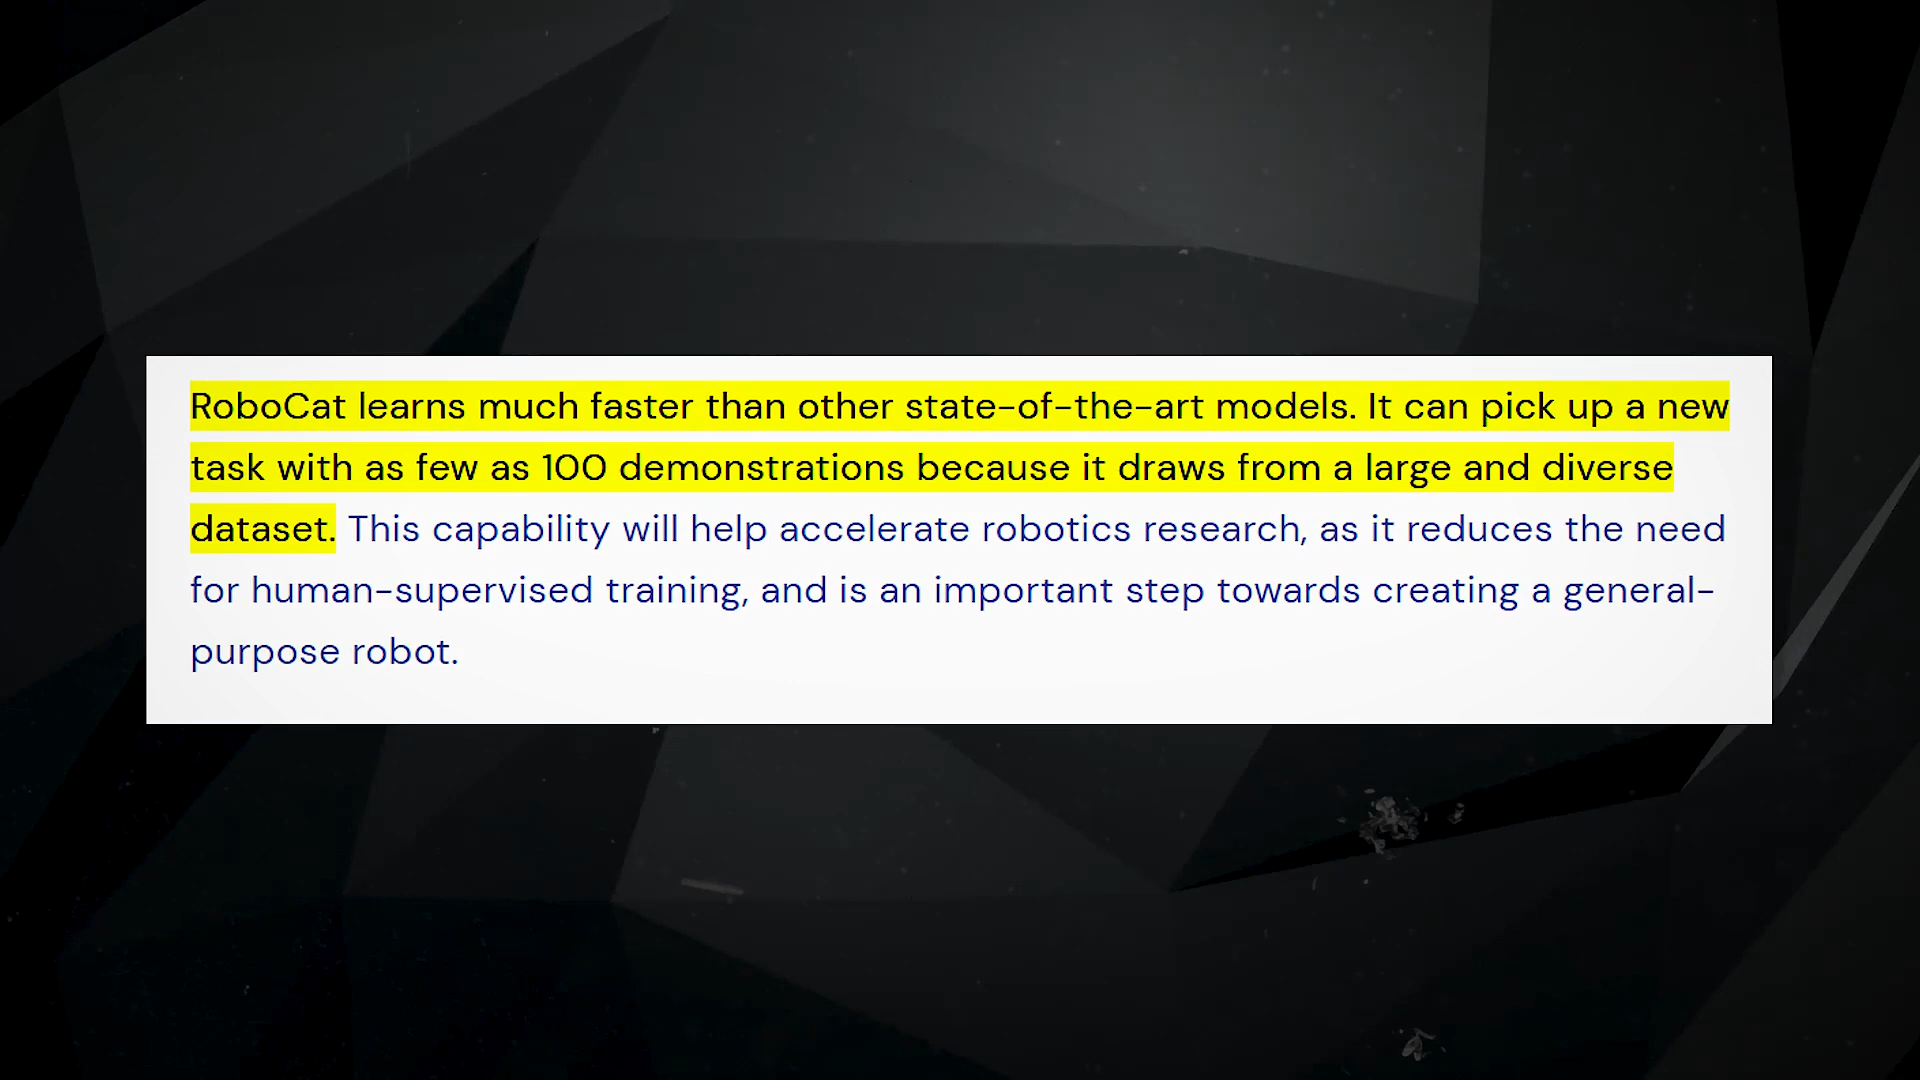 RoboCat learns much faster than other state-of-the-art models. It can pick up a new
task with as few as 100 demonstrations because it draws from a large and diverse
dataset. This capability will help accelerate robotics research, as it reduces the need
for human-supervised training, and is an important step towards creating a general-
purpose robot.